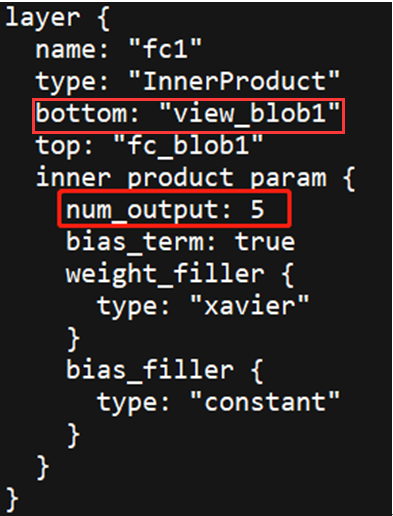 layer {
  name: "fc1"
  type: "InnerProduct"
  bottom: "view_blob1"
  top: "fc_blob1"
  inner_product_param {
    num_output: 5
    bias_term: true
    weight_filler {
      type: "xavier"
    }
    bias_filler {
      type: "constant"
    }
  }
}